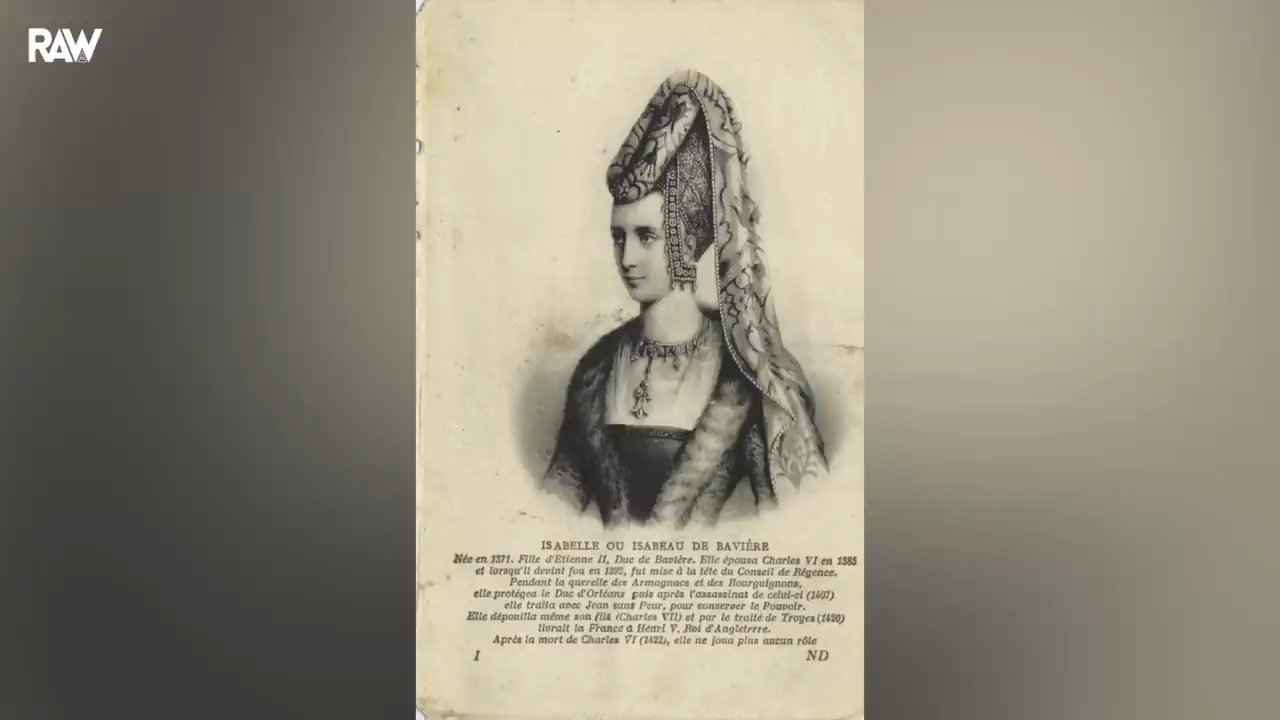 RAW
ISABELLE OU ISABEAU DE BAVIÈRE
Née en 1371. Fille d'Etienne II, Duc de Bavière. Elle épousa Charles VI en 1385
et lorsqu'il devint fou en 1392, fut mise à la tête du Conseil de Régence.
Pendant la querelle des Armagnacs et des Bourguignons,
elle protégea le Duc d'Orléans puis après l'assassinat de celui-ci (1407)
elle traita avec Jean sans Peur, pour conserver le Pouvoir.
Elle dépouilla même son fils (Charles VII) et par le traité de Troyes (1420)
livrait la France à Henri V. Roi d'Angleterre.
Après la mort de Charles VI (1422), elle ne joua plus aucun rôle
I ND